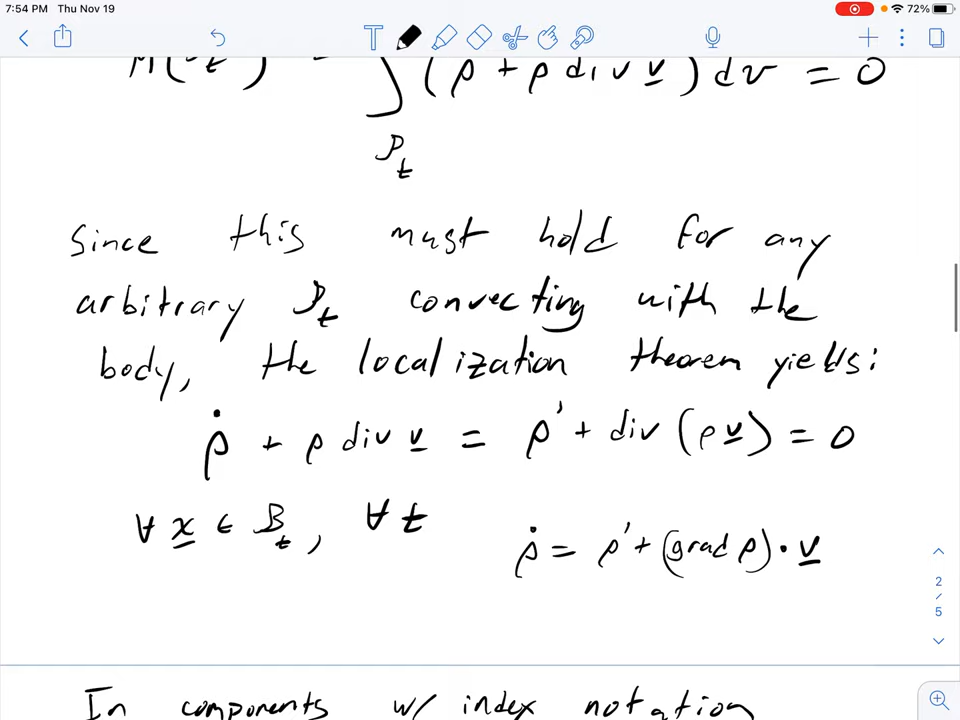 7:54 PM Thu Nov 19
72%
∫_{𝒫_t} (ρ + ρ div v̲) dv = 0
Since this must hold for any
arbitrary 𝒫_t convecting with the
body, the localization theorem yields:
ρ̇ + ρ div v̲ = ρ' + div (ρ v̲) = 0
∀ x̲ ∈ ℬ_t, ∀ t
ρ̇ = ρ' + (grad ρ) · v̲
2
/
5
In components w/ index notation